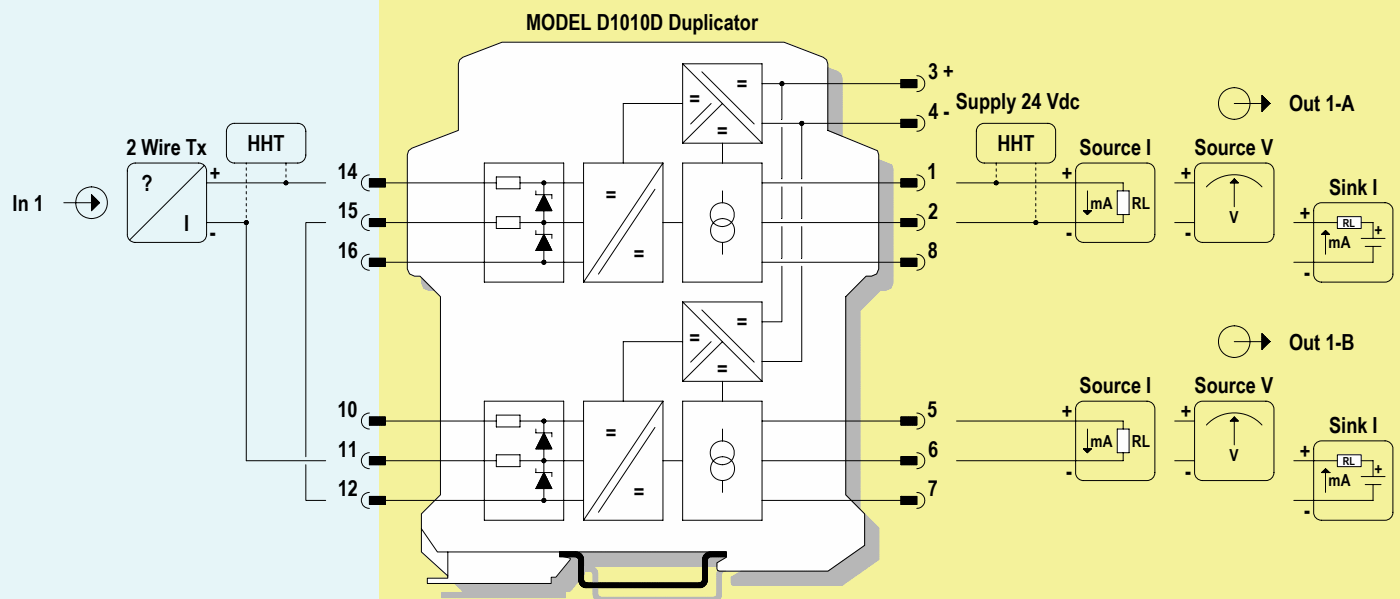 MODEL D1010D Duplicator
3 +
4 -
Supply 24 Vdc
Out 1-A
2 Wire Tx
HHT
HHT
Source I
Source V
Sink I
In 1
?
I
+
-
14
15
16
=
=
=
=
=
1
2
8
+
-
mA
RL
+
-
V
+
-
RL
mA
+
Out 1-B
=
=
=
Source I
Source V
Sink I
10
11
12
=
=
5
6
7
+
-
mA
RL
+
-
V
+
-
RL
mA
+